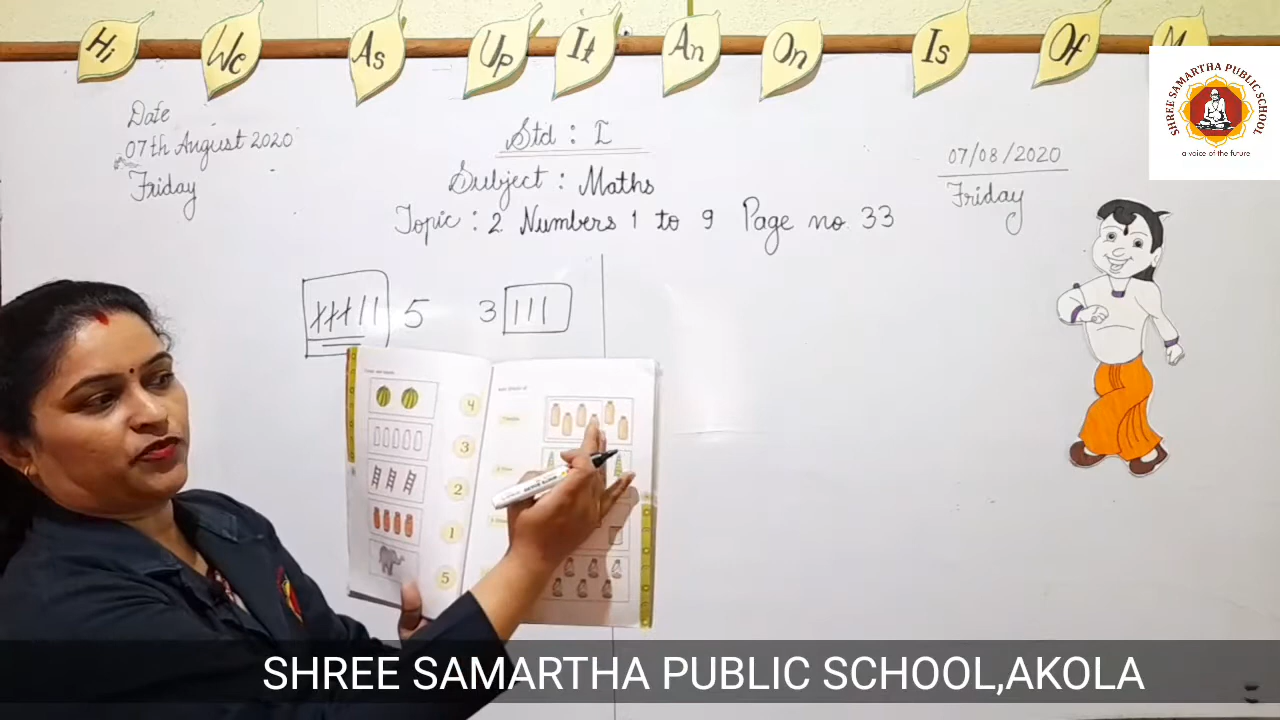 Hi
We
As
Up
It
An
On
Is
Of
SHREE SAMARTHA PUBLIC SCHOOL
a voice of the future
Date
07th August 2020
Friday
Std : I
Subject : Maths
Topic : 2 Numbers 1 to 9 Page no. 33
07/08/2020
Friday
5
3
4
3
2
1
5
SHREE SAMARTHA PUBLIC SCHOOL,AKOLA